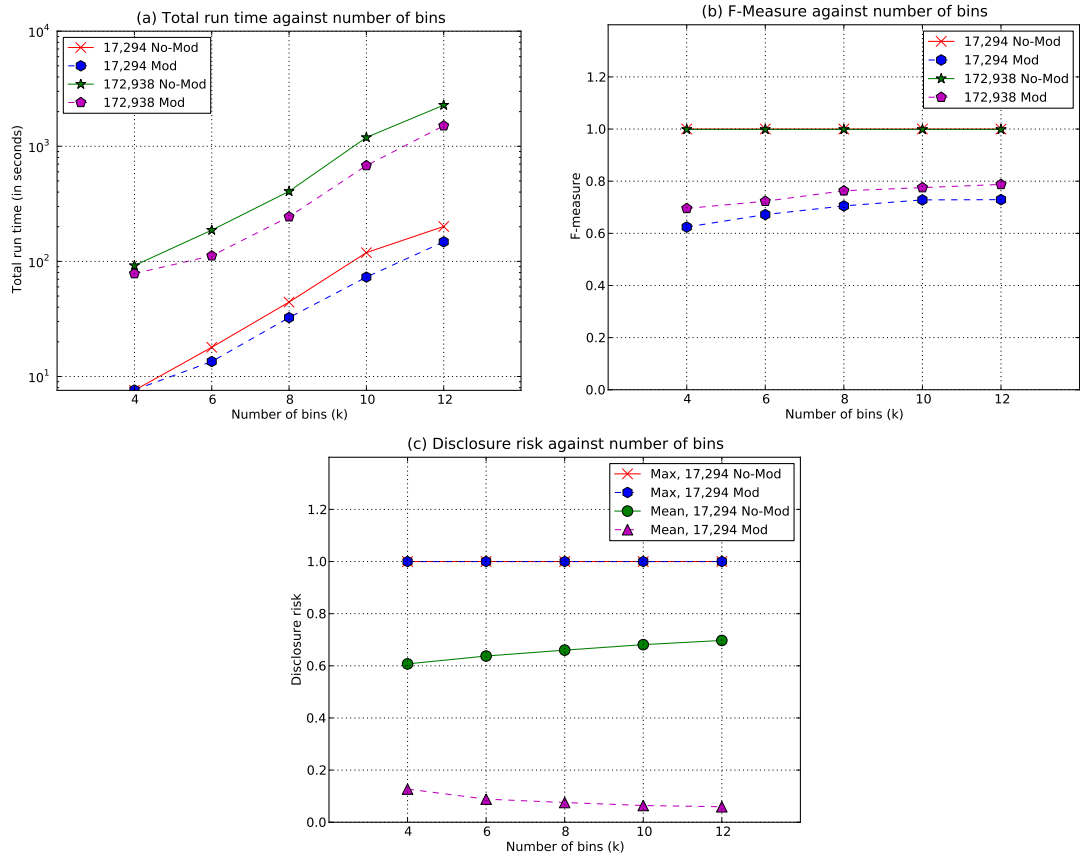 (a) Total run time against number of bins
17,294 No-Mod
17,294 Mod
172,938 No-Mod
172,938 Mod
10^4
10^3
10^2
10^1
Total run time (in seconds)
4 6 8 10 12
Number of bins (k)
(b) F-Measure against number of bins
17,294 No-Mod
17,294 Mod
172,938 No-Mod
172,938 Mod
1.2
1.0
0.8
0.6
0.4
0.2
0.0
F-measure
4 6 8 10 12
Number of bins (k)
(c) Disclosure risk against number of bins
Max, 17,294 No-Mod
Max, 17,294 Mod
Mean, 17,294 No-Mod
Mean, 17,294 Mod
1.2
1.0
0.8
0.6
0.4
0.2
0.0
Disclosure risk
4 6 8 10 12
Number of bins (k)